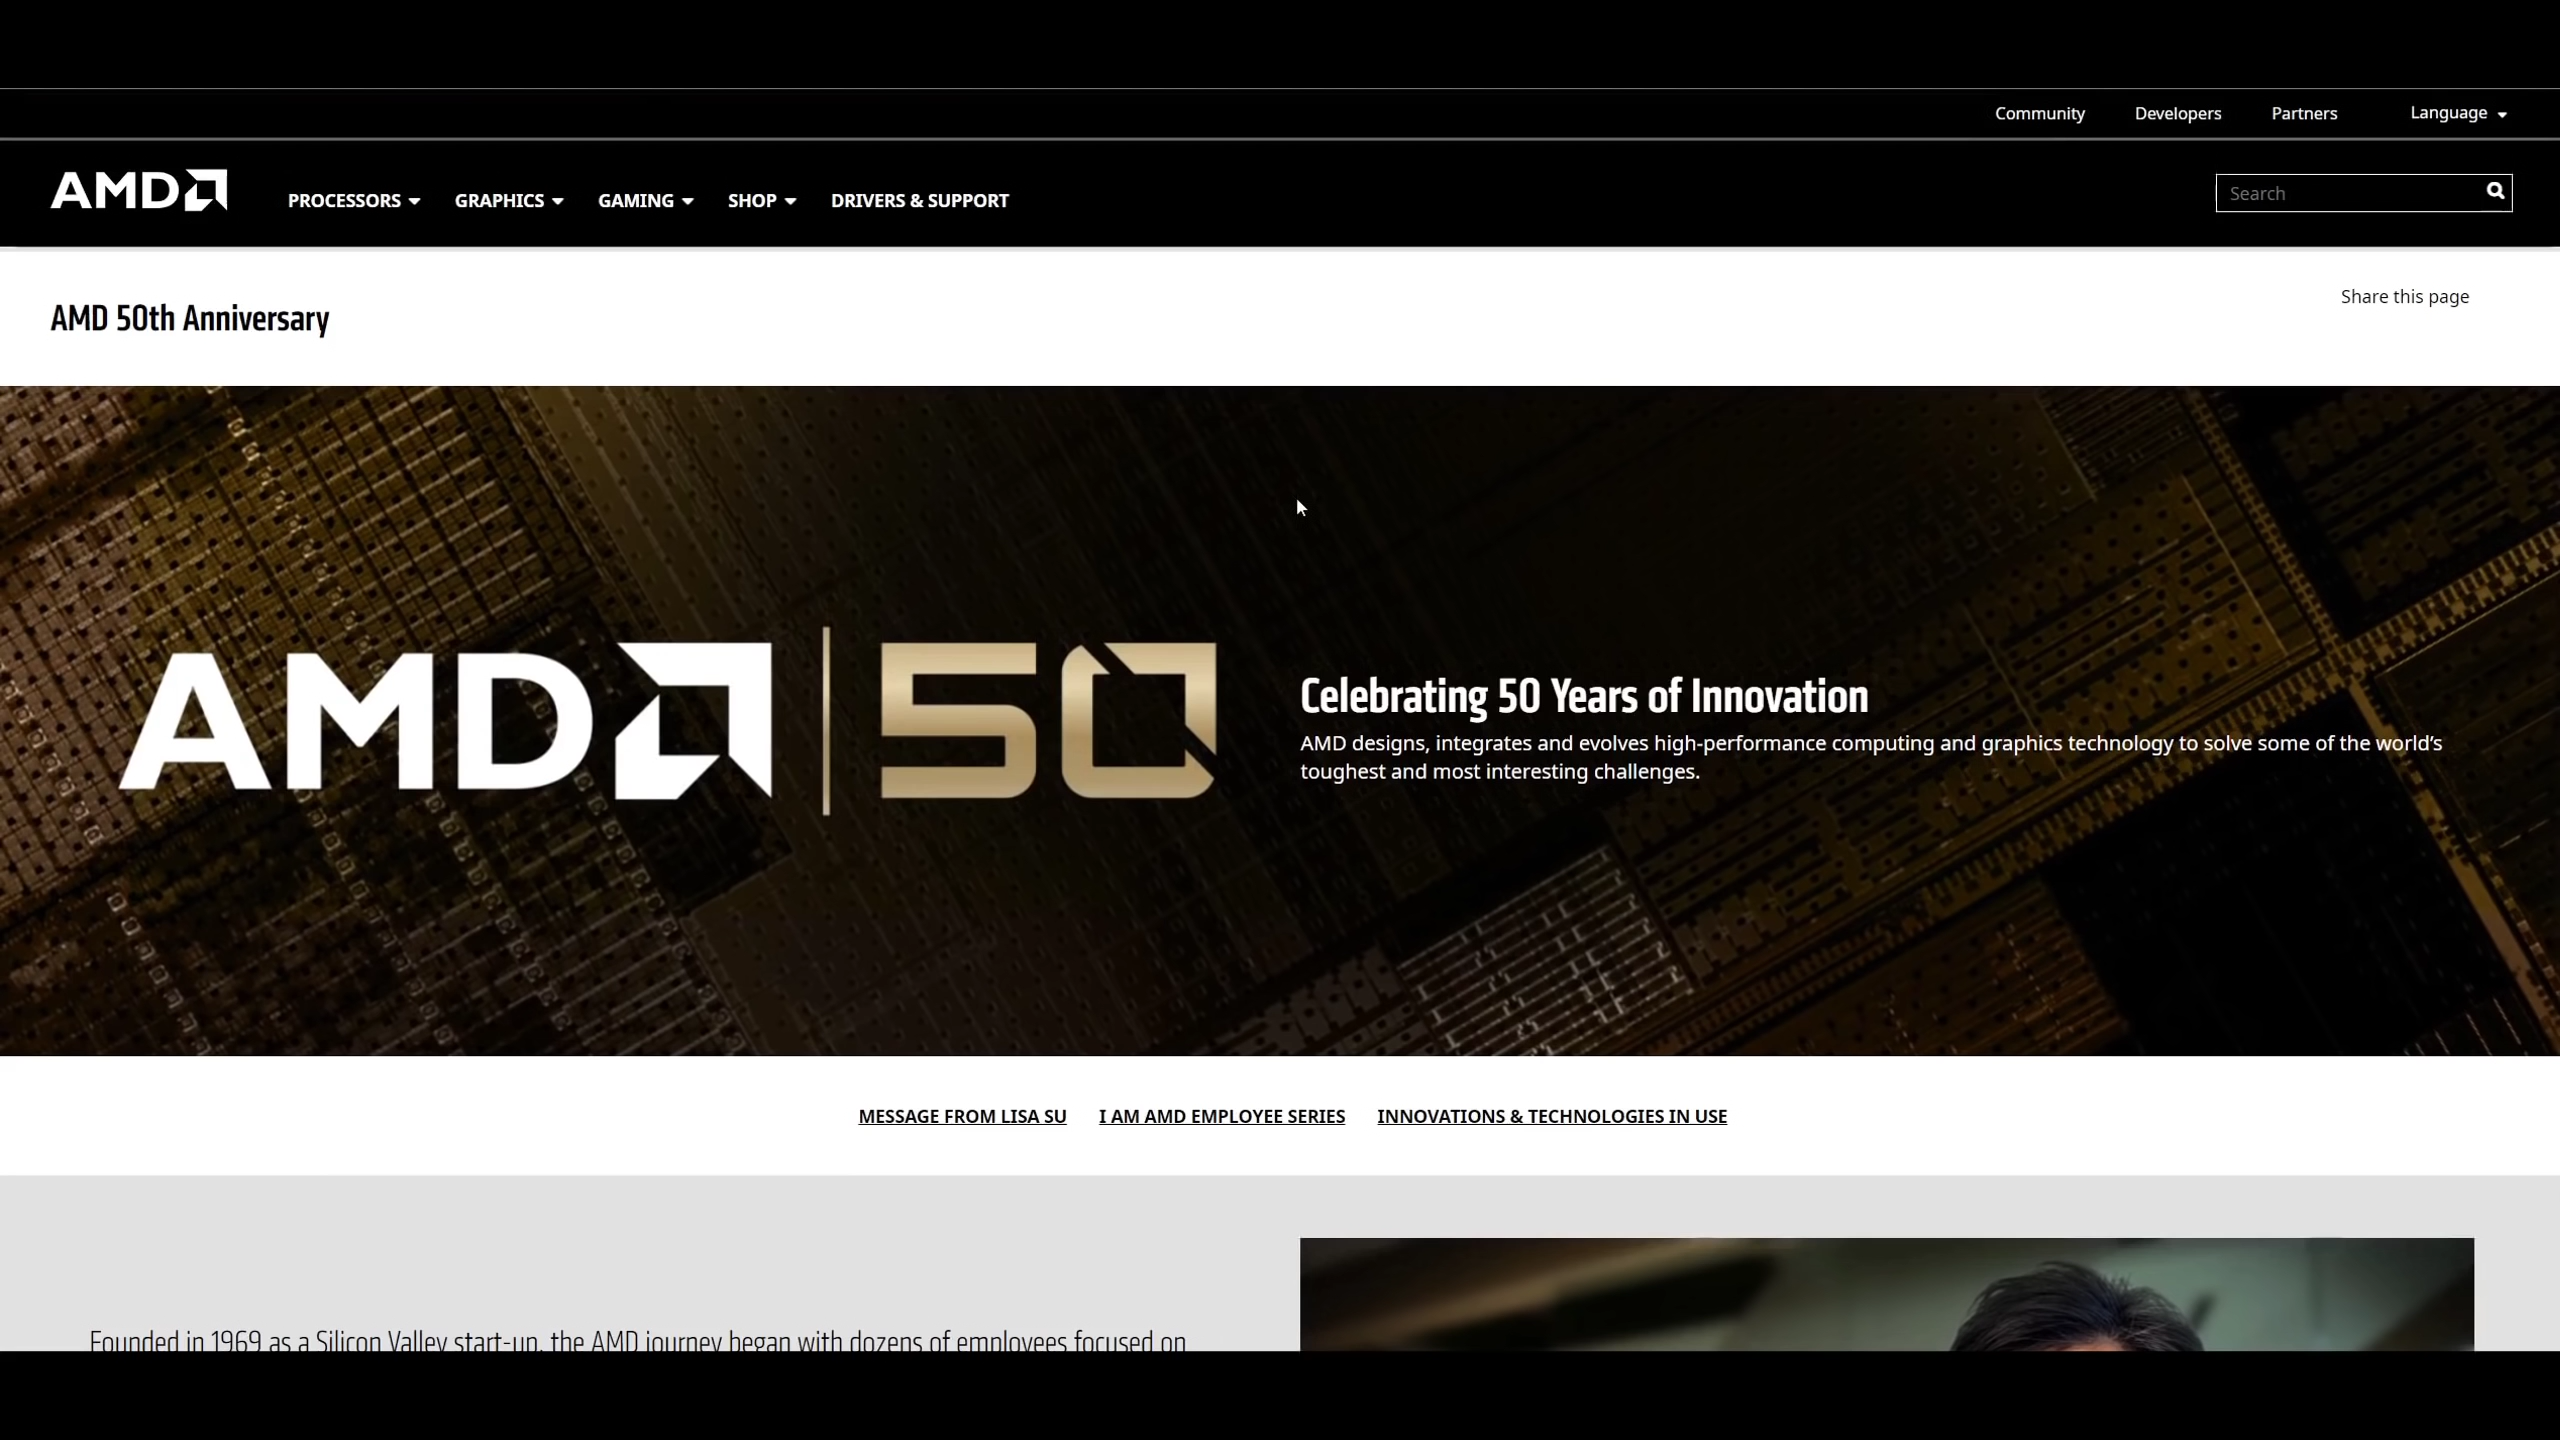 Community Developers Partners Language
AMD PROCESSORS GRAPHICS GAMING SHOP DRIVERS & SUPPORT Search
AMD 50th Anniversary
Share this page
AMD 50
Celebrating 50 Years of Innovation
AMD designs, integrates and evolves high-performance computing and graphics technology to solve some of the world's
toughest and most interesting challenges.
MESSAGE FROM LISA SU I AM AMD EMPLOYEE SERIES INNOVATIONS & TECHNOLOGIES IN USE
Founded in 1969 as a Silicon Valley start-up, the AMD journey began with dozens of employees focused on